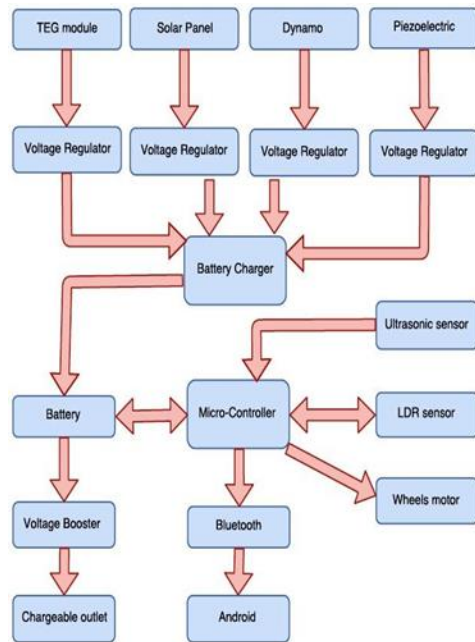 TEG module
Solar Panel
Dynamo
Piezoelectric
Voltage Regulator
Voltage Regulator
Voltage Regulator
Voltage Regulator
Battery Charger
Ultrasonic sensor
Battery
Micro-Controller
LDR sensor
Wheels motor
Voltage Booster
Bluetooth
Chargeable outlet
Android